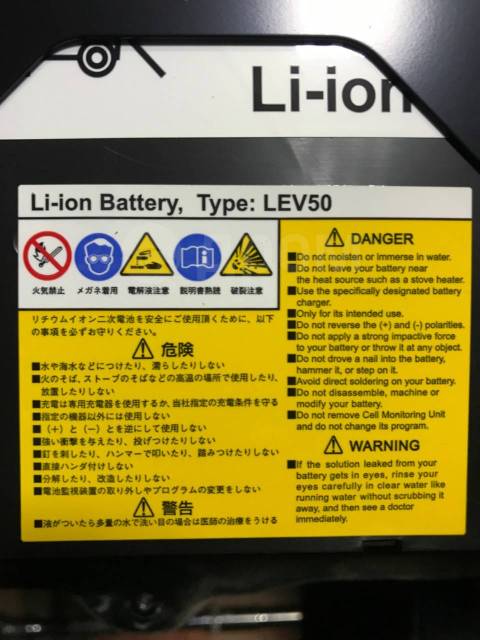 Li-ion
Li-ion Battery, Type: LEV50
火気禁止 メガネ着用 電解液注意 説明書熟読 破裂注意
リチウムイオン二次電池を安全にご使用頂くために、以下
の事項を必ずお守りください。
危険
■水や海水などにつけたり、濡らしたりしない
■火のそば、ストーブのそばなどの高温の場所で使用したり、
放置したりしない
■充電は専用充電器を使用するか、当社指定の充電条件を守る
■指定の機器以外には使用しない
■（＋）と（－）とを逆にして使用しない
■強い衝撃を与えたり、投げつけたりしない
■釘を刺したり、ハンマーで叩いたり、踏みつけたりしない
■直接ハンダ付けしない
■分解したり、改造したりしない
■電池監視装置の取り外しやプログラムの変更をしない
警告
■液がついたら多量の水で洗い目の場合は医師の治療をうける
DANGER
■Do not moisten or immerse in water.
■Do not leave your battery near
the heat source such as a stove heater.
■Use the specifically designated battery
charger.
■Only for its intended use.
■Do not reverse the (+) and (-) polarities.
■Do not apply a strong impactive force
to your battery or throw it at any object.
■Do not drove a nail into the battery,
hammer it, or step on it.
■Avoid direct soldering on your battery.
■Do not disassemble, machine or
modify your battery.
■Do not remove Cell Monitoring Unit
and do not change its program.
WARNING
■If the solution leaked from your
battery gets in eyes, rinse your
eyes carefully in clear water like
running water without scrubbing it
away, and then see a doctor
immediately.